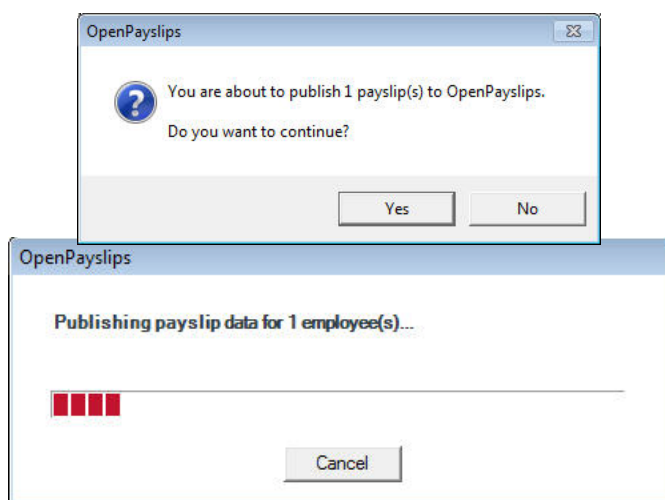 OpenPayslips
You are about to publish 1 payslip(s) to OpenPayslips.
Do you want to continue?
Yes
No
OpenPayslips
Publishing payslip data for 1 employee(s)...
Cancel